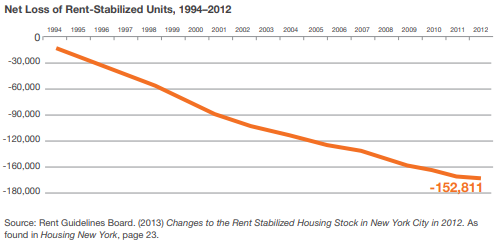 Net Loss of Rent-Stabilized Units, 1994–2012
1994 1995 1996 1997 1998 1999 2000 2001 2002 2003 2004 2005 2006 2007 2008 2009 2010 2011 2012
0
-30,000
-60,000
-90,000
-120,000
-160,000
-180,000
-152,811
Source: Rent Guidelines Board. (2013) Changes to the Rent Stabilized Housing Stock in New York City in 2012. As
found in Housing New York, page 23.